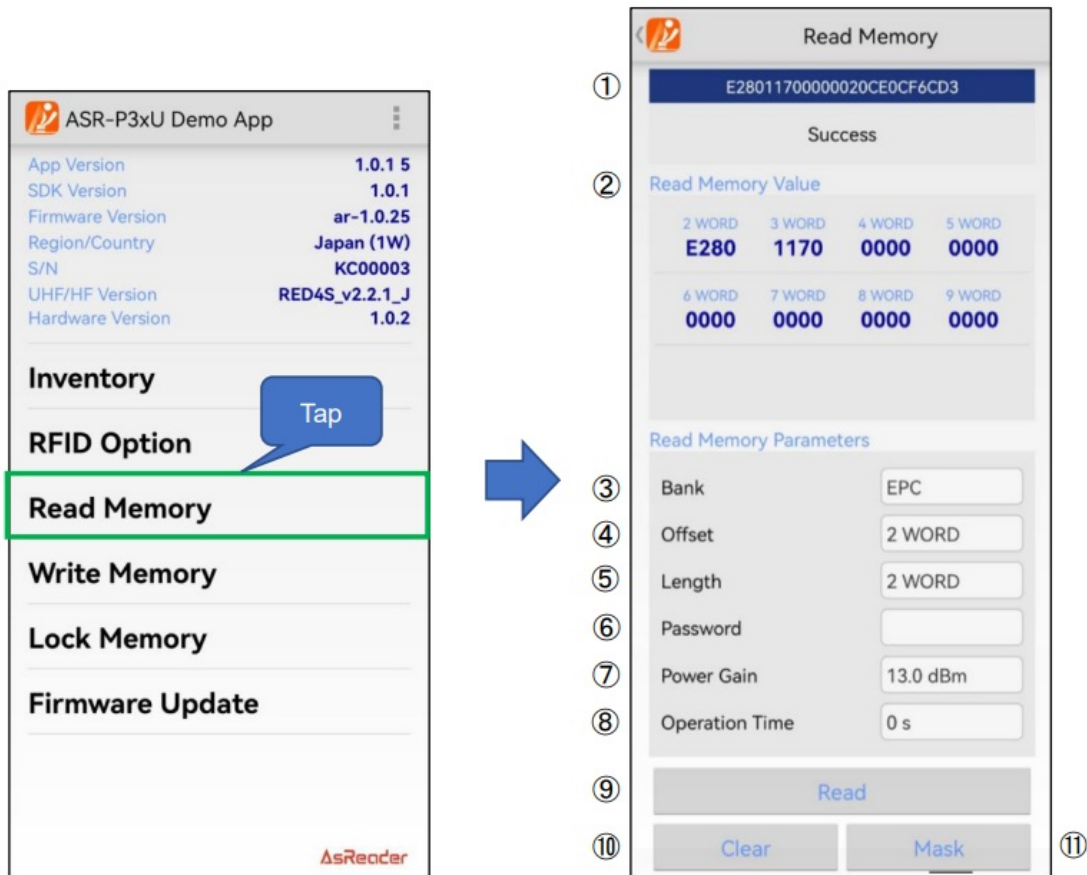 ASR-P3xU Demo App
App Version 1.0.1 5
SDK Version 1.0.1
Firmware Version ar-1.0.25
Region/Country Japan (1W)
S/N KC00003
UHF/HF Version RED4S_v2.2.1_J
Hardware Version 1.0.2
Inventory
Tap
RFID Option
Read Memory
Write Memory
Lock Memory
Firmware Update
AsReader
Read Memory
① E28011700000020CE0CF6CD3
Success
② Read Memory Value
2 WORD 3 WORD 4 WORD 5 WORD
E280 1170 0000 0000
6 WORD 7 WORD 8 WORD 9 WORD
0000 0000 0000 0000
Read Memory Parameters
③ Bank EPC
④ Offset 2 WORD
⑤ Length 2 WORD
⑥ Password
⑦ Power Gain 13.0 dBm
⑧ Operation Time 0 s
⑨ Read
⑩ Clear Mask ⑪